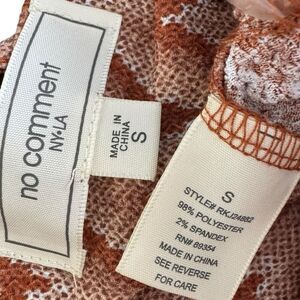 no comment
NY•LA
MADE IN
CHINA
S
S
STYLE# RKJ24882
98% POLYESTER
2% SPANDEX
RN# 89354
MADE IN CHINA
SEE REVERSE
FOR CARE